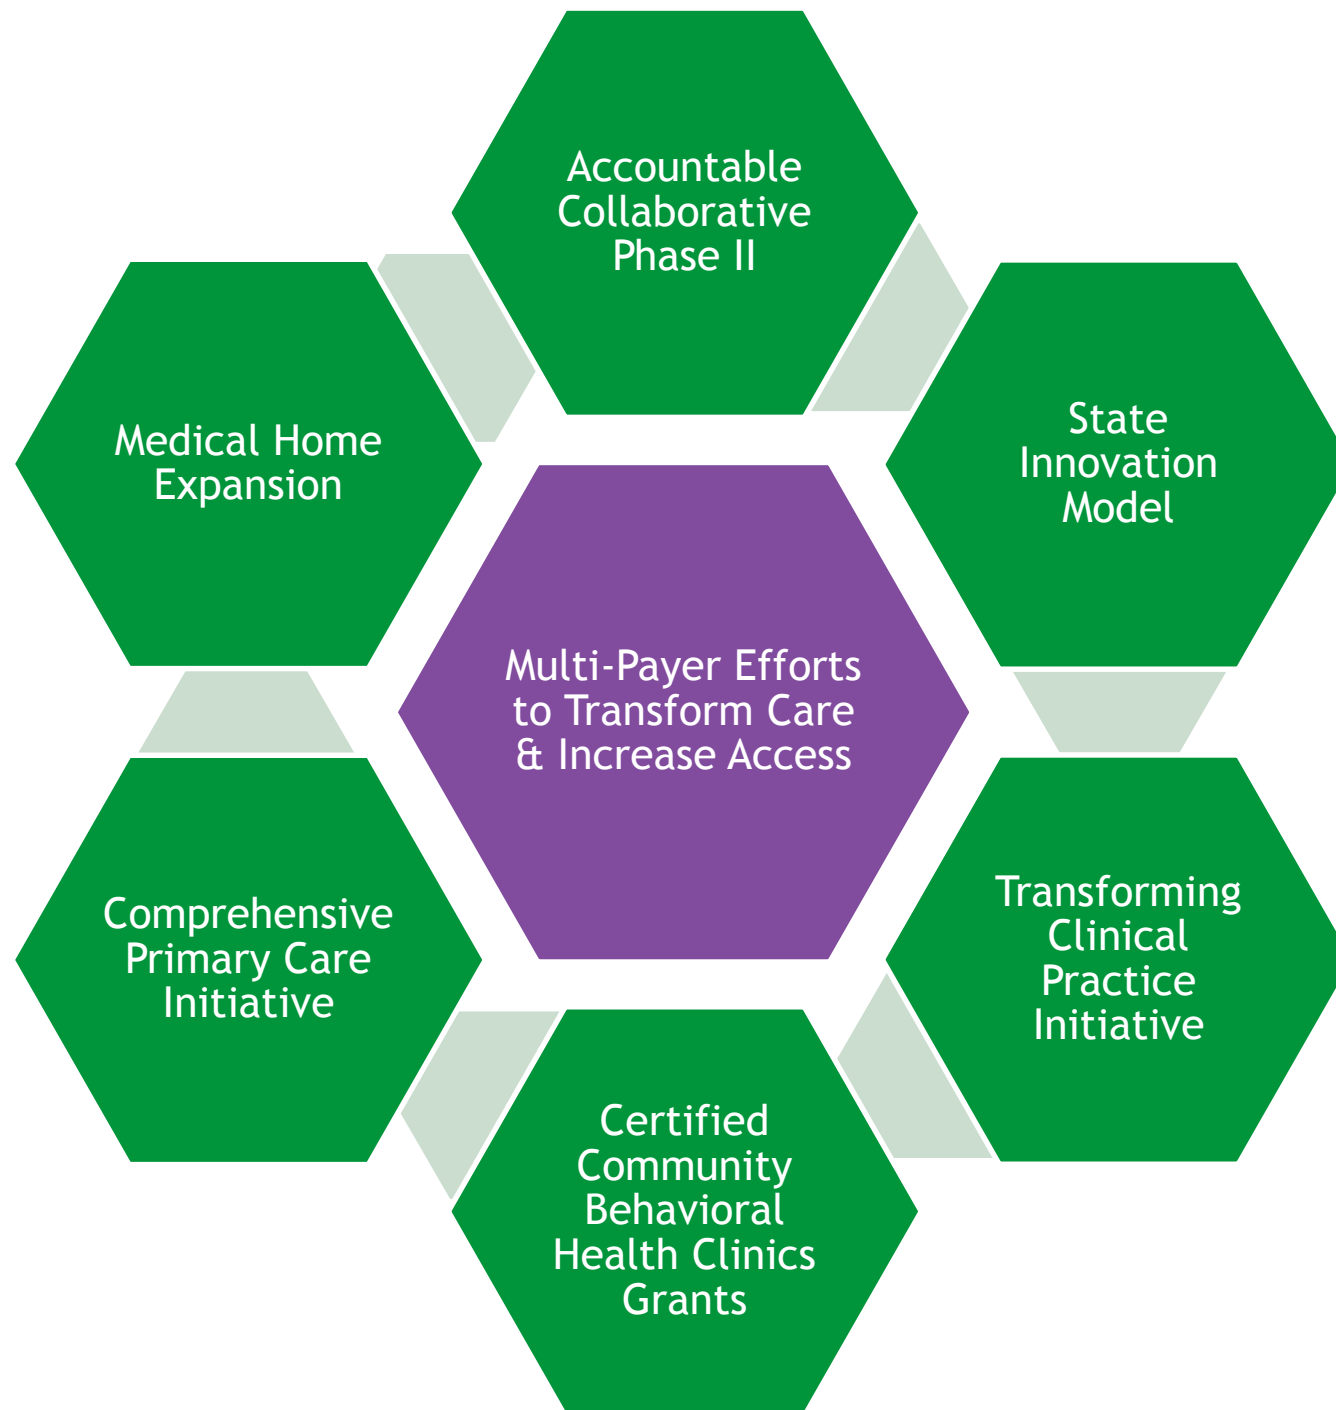 Accountable
Collaborative
Phase II
State
Innovation
Model
Medical Home
Expansion
Multi-Payer Efforts
to Transform Care
& Increase Access
Transforming
Clinical
Practice
Initiative
Comprehensive
Primary Care
Initiative
Certified
Community
Behavioral
Health Clinics
Grants